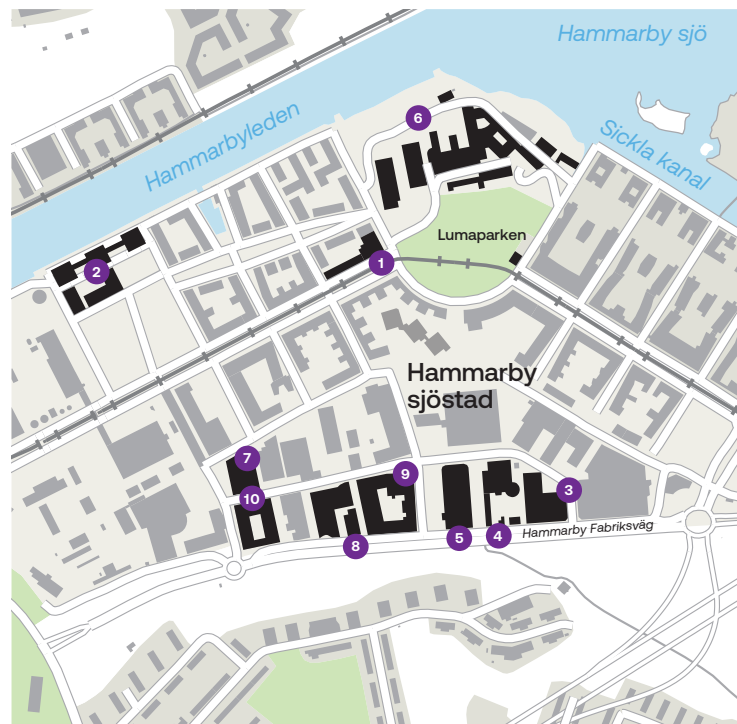 Hammarby sjö
Hammarbyleden
6
Sickla kanal
Lumaparken
1
2
Hammarby
sjöstad
7
9
10
3
Hammarby Fabriksväg
5
4
8